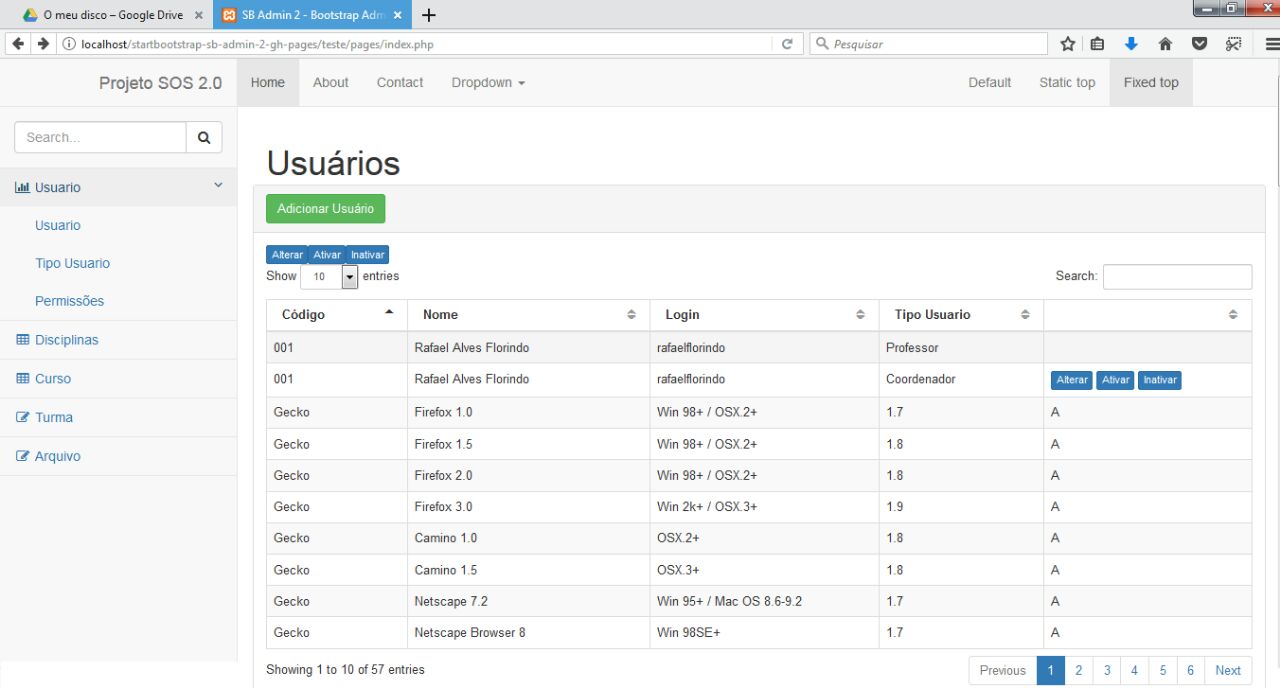 O meu disco – Google Drive × SB Admin 2 - Bootstrap Adm × +
localhost/startbootstrap-sb-admin-2-gh-pages/teste/pages/index.php Pesquisar
Projeto SOS 2.0 Home About Contact Dropdown Default Static top Fixed top
Search...
Usuario
Usuario
Tipo Usuario
Permissões
Disciplinas
Curso
Turma
Arquivo
Usuários
Adicionar Usuário
Alterar Ativar Inativar
Show 10 entries Search:
Código Nome Login Tipo Usuario
001 Rafael Alves Florindo rafaelflorindo Professor
001 Rafael Alves Florindo rafaelflorindo Coordenador Alterar Ativar Inativar
Gecko Firefox 1.0 Win 98+ / OSX.2+ 1.7 A
Gecko Firefox 1.5 Win 98+ / OSX.2+ 1.8 A
Gecko Firefox 2.0 Win 98+ / OSX.2+ 1.8 A
Gecko Firefox 3.0 Win 2k+ / OSX.3+ 1.9 A
Gecko Camino 1.0 OSX.2+ 1.8 A
Gecko Camino 1.5 OSX.3+ 1.8 A
Gecko Netscape 7.2 Win 95+ / Mac OS 8.6-9.2 1.7 A
Gecko Netscape Browser 8 Win 98SE+ 1.7 A
Showing 1 to 10 of 57 entries Previous 1 2 3 4 5 6 Next